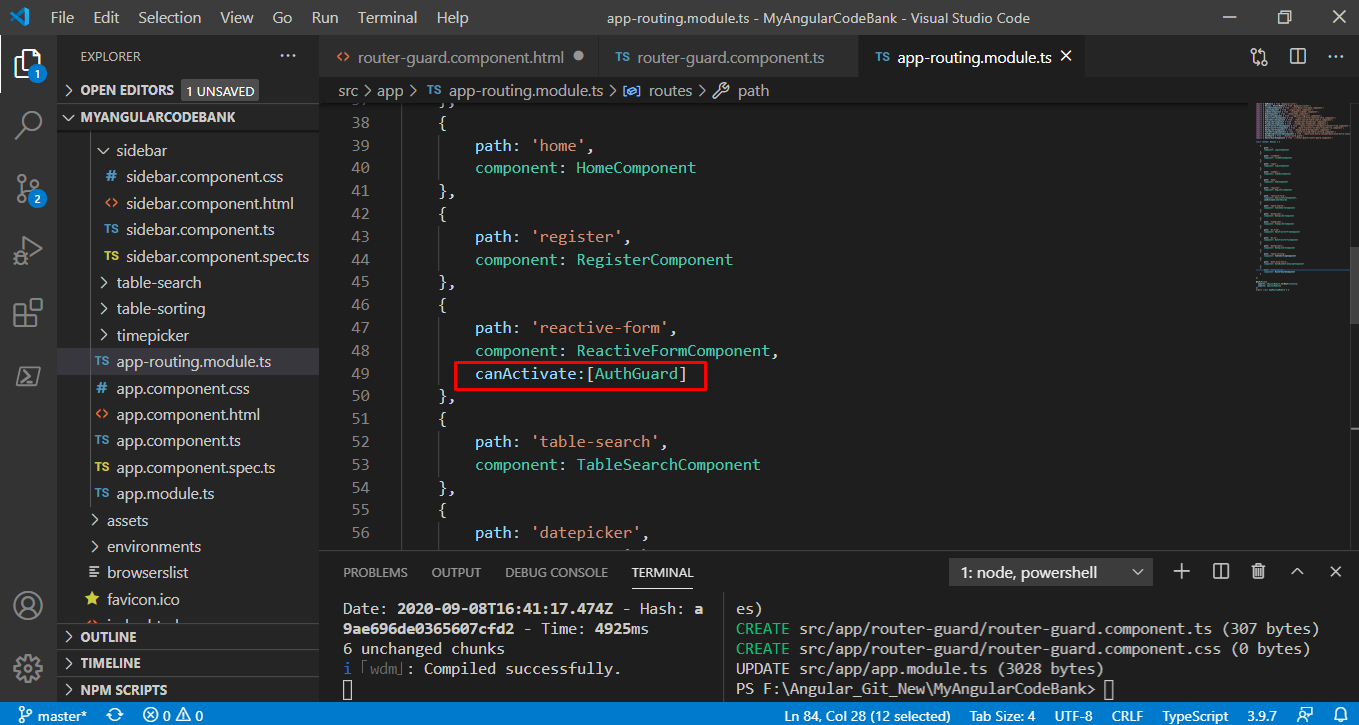 File Edit Selection View Go Run Terminal Help app-routing.module.ts - MyAngularCodeBank - Visual Studio Code
EXPLORER
OPEN EDITORS 1 UNSAVED
MYANGULARCODEBANK
sidebar
# sidebar.component.css
<> sidebar.component.html
TS sidebar.component.ts
TS sidebar.component.spec.ts
table-search
table-sorting
timepicker
TS app-routing.module.ts
# app.component.css
<> app.component.html
TS app.component.ts
TS app.component.spec.ts
TS app.module.ts
assets
environments
browserslist
favicon.ico
OUTLINE
TIMELINE
NPM SCRIPTS
1
2
<> router-guard.component.html TS router-guard.component.ts TS app-routing.module.ts
src > app > TS app-routing.module.ts > routes > path
38 {
39 path: 'home',
40 component: HomeComponent
41 },
42 {
43 path: 'register',
44 component: RegisterComponent
45 },
46 {
47 path: 'reactive-form',
48 component: ReactiveFormComponent,
49 canActivate:[AuthGuard]
50 },
51 {
52 path: 'table-search',
53 component: TableSearchComponent
54 },
55 {
56 path: 'datepicker',
PROBLEMS OUTPUT DEBUG CONSOLE TERMINAL 1: node, powershell
Date: 2020-09-08T16:41:17.474Z - Hash: a
9ae696de0365607cfd2 - Time: 4925ms
6 unchanged chunks
i ｢wdm｣: Compiled successfully.
es)
CREATE src/app/router-guard/router-guard.component.ts (307 bytes)
CREATE src/app/router-guard/router-guard.component.css (0 bytes)
UPDATE src/app/app.module.ts (3028 bytes)
PS F:\Angular_Git_New\MyAngularCodeBank>
master* 0 0 Ln 84, Col 28 (12 selected) Tab Size: 4 UTF-8 CRLF TypeScript 3.9.7